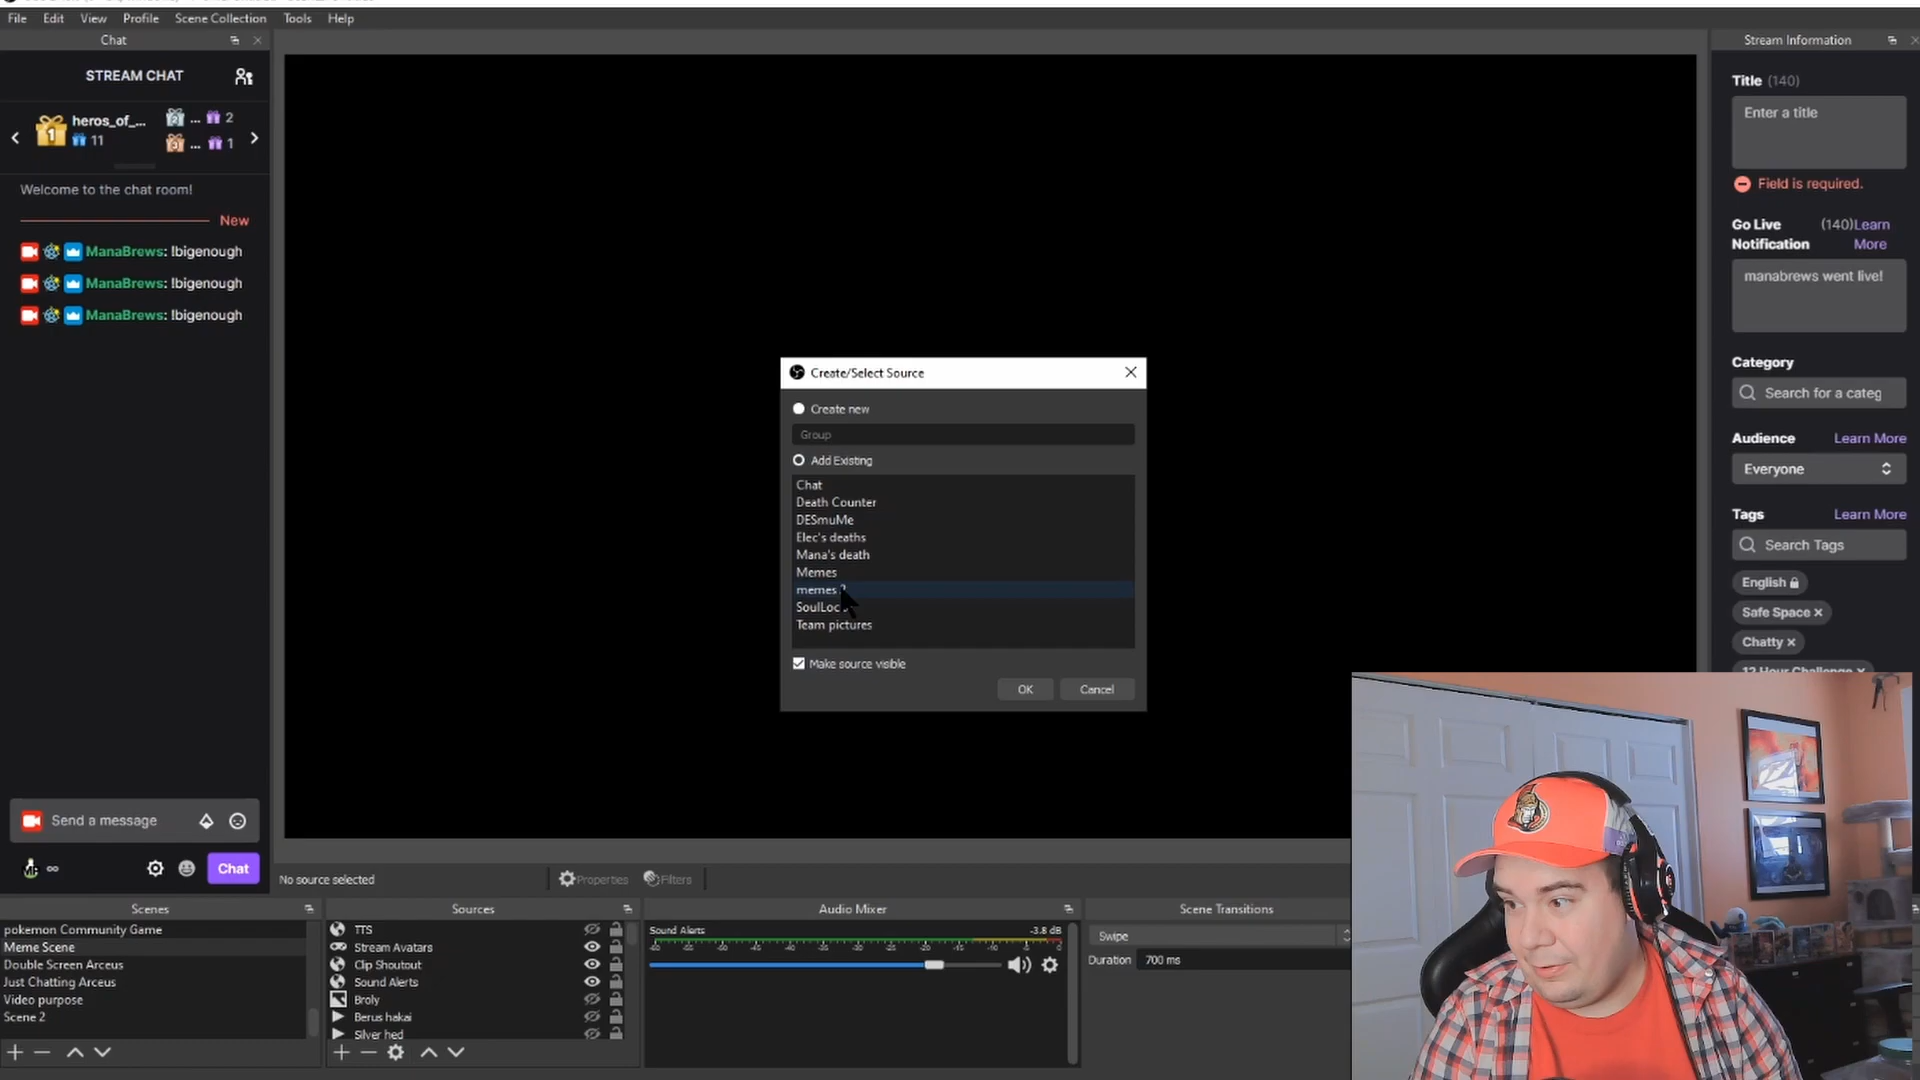 File Edit View Profile Scene Collection Tools Help
Chat
STREAM CHAT
heros_of_...
11
... 2
... 1
Welcome to the chat room!
New
ManaBrews: !bigenough
ManaBrews: !bigenough
ManaBrews: !bigenough
Send a message
Chat
Create/Select Source
Create new
Group
Add Existing
Chat
Death Counter
DESmuMe
Elec's deaths
Mana's death
Memes
memes
Team pictures
Make source visible
OK Cancel
Stream Information
Title (140)
Enter a title
Field is required.
Go Live Notification (140) Learn More
manabrews went live!
Category
Search for a categ
Audience Learn More
Everyone
Tags Learn More
Search Tags
English
Safe Space ×
Chatty ×
12 Hour Challenge ×
No source selected
Properties Filters
Scenes
pokemon Community Game
Meme Scene
Double Screen Arceus
Just Chatting Arceus
Video purpose
Scene 2
Sources
TTS
Stream Avatars
Clip Shoutout
Sound Alerts
Broly
Berus hakai
Silver hed
Audio Mixer
Sound Alerts -3.8 dB
Scene Transitions
Swipe
Duration 700 ms